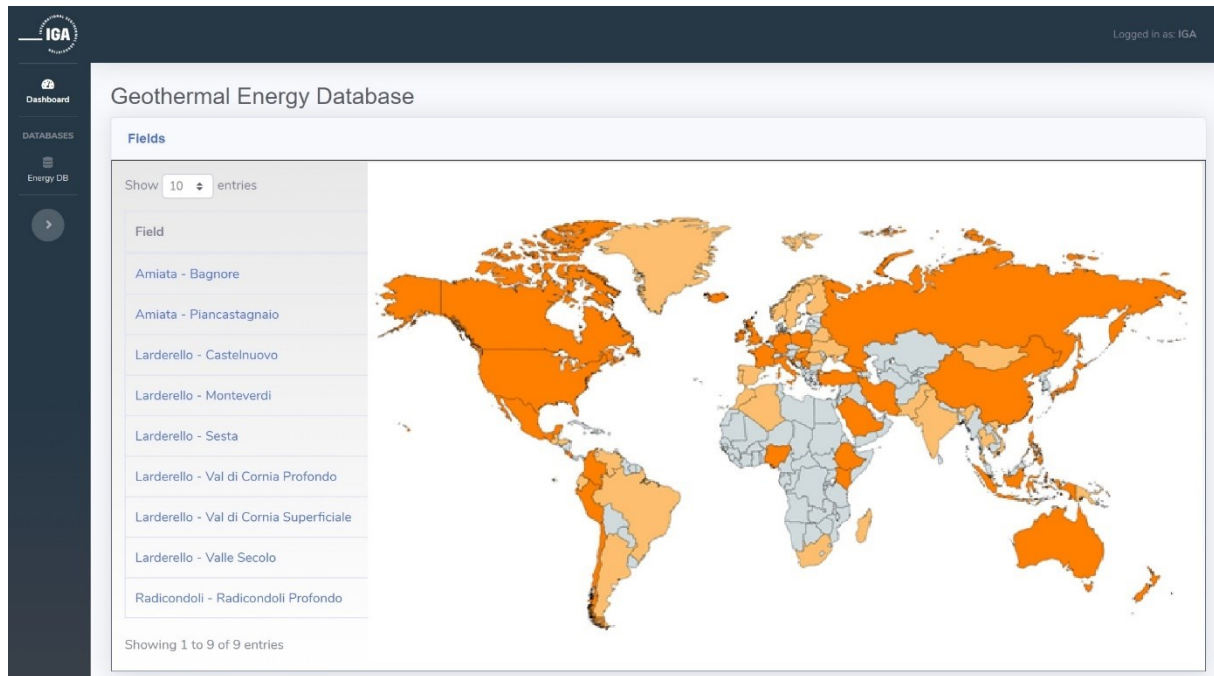 IGA
Logged in as: IGA
Dashboard
DATABASES
Energy DB
Geothermal Energy Database
Fields
Show 10 entries
Field
Amiata - Bagnore
Amiata - Piancastagnaio
Larderello - Castelnuovo
Larderello - Monteverdi
Larderello - Sesta
Larderello - Val di Cornia Profondo
Larderello - Val di Cornia Superficiale
Larderello - Valle Secolo
Radicondoli - Radicondoli Profondo
Showing 1 to 9 of 9 entries